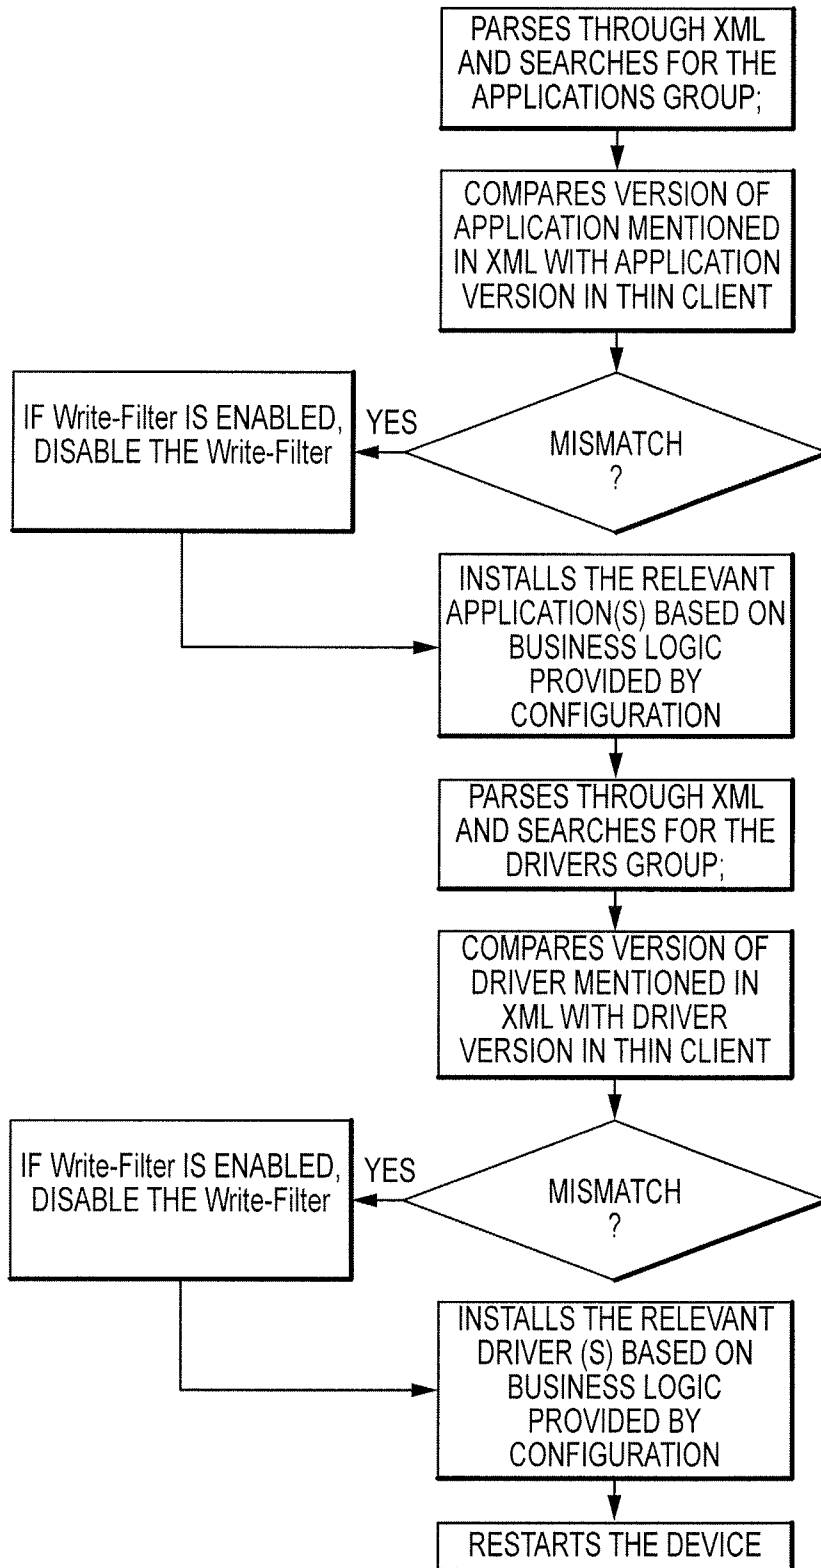 PARSES THROUGH XML
AND SEARCHES FOR THE
APPLICATIONS GROUP;
COMPARES VERSION OF
APPLICATION MENTIONED
IN XML WITH APPLICATION
VERSION IN THIN CLIENT
IF Write-Filter IS ENABLED,
DISABLE THE Write-Filter
YES
MISMATCH
?
INSTALLS THE RELEVANT
APPLICATION(S) BASED ON
BUSINESS LOGIC
PROVIDED BY
CONFIGURATION
PARSES THROUGH XML
AND SEARCHES FOR THE
DRIVERS GROUP;
COMPARES VERSION OF
DRIVER MENTIONED IN
XML WITH DRIVER
VERSION IN THIN CLIENT
IF Write-Filter IS ENABLED,
DISABLE THE Write-Filter
YES
MISMATCH
?
INSTALLS THE RELEVANT
DRIVER (S) BASED ON
BUSINESS LOGIC
PROVIDED BY
CONFIGURATION
RESTARTS THE DEVICE